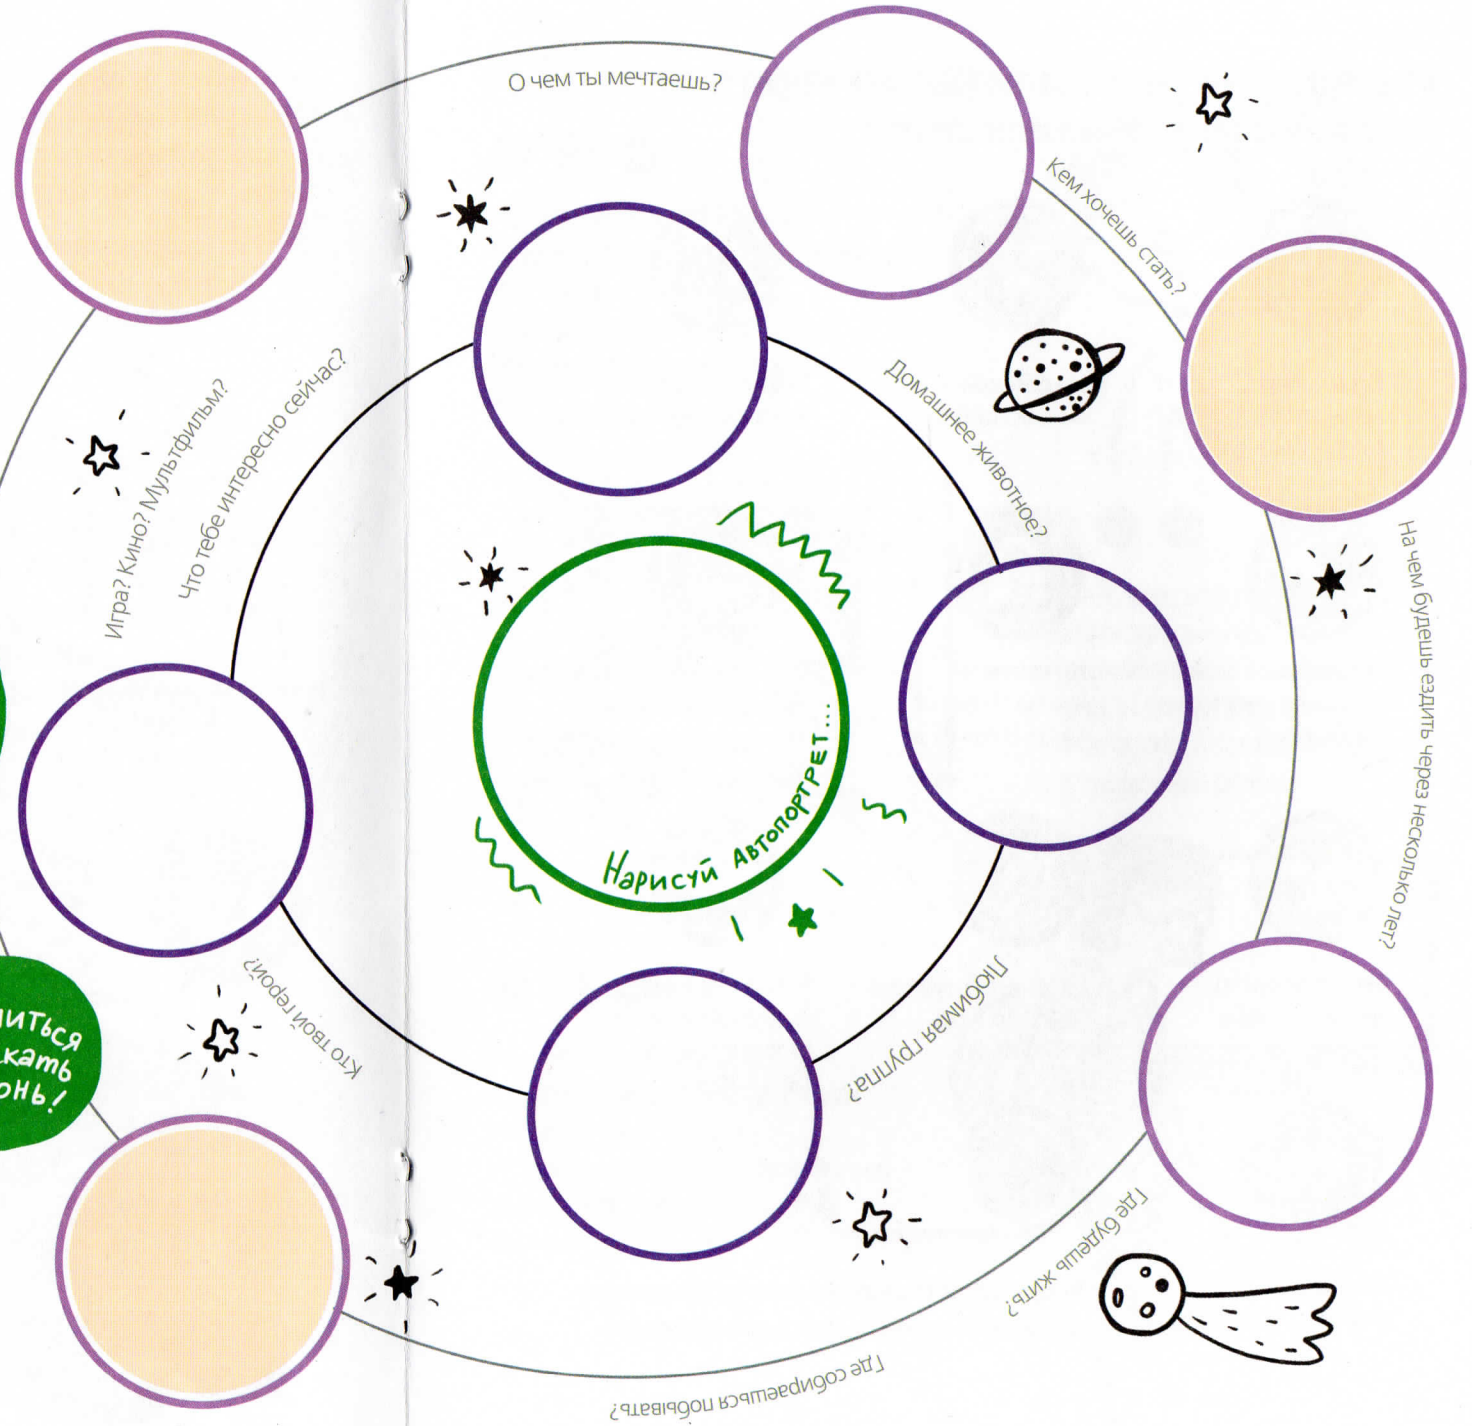 О чем ты мечтаешь?
Кем хочешь стать?
На чем будешь ездить через несколько лет?
Где будешь жить?
Где собираешься побывать?
Игра? Кино? Мультфильм?
Что тебе интересно сейчас?
Домашнее животное?
Любимая группа?
Кто твой герой?
Нарисуй автопортрет...